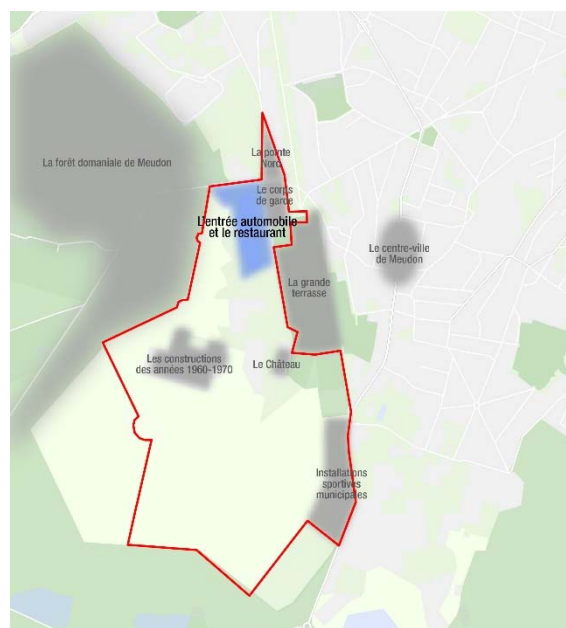 La pointe
Nord
La forêt domaniale de Meudon
Le corps
de garde
L'entrée automobile
et le restaurant
Le centre-ville
de Meudon
La grande
terrasse
Les constructions
des années 1960-1970
Le Château
Installations
sportives
municipales